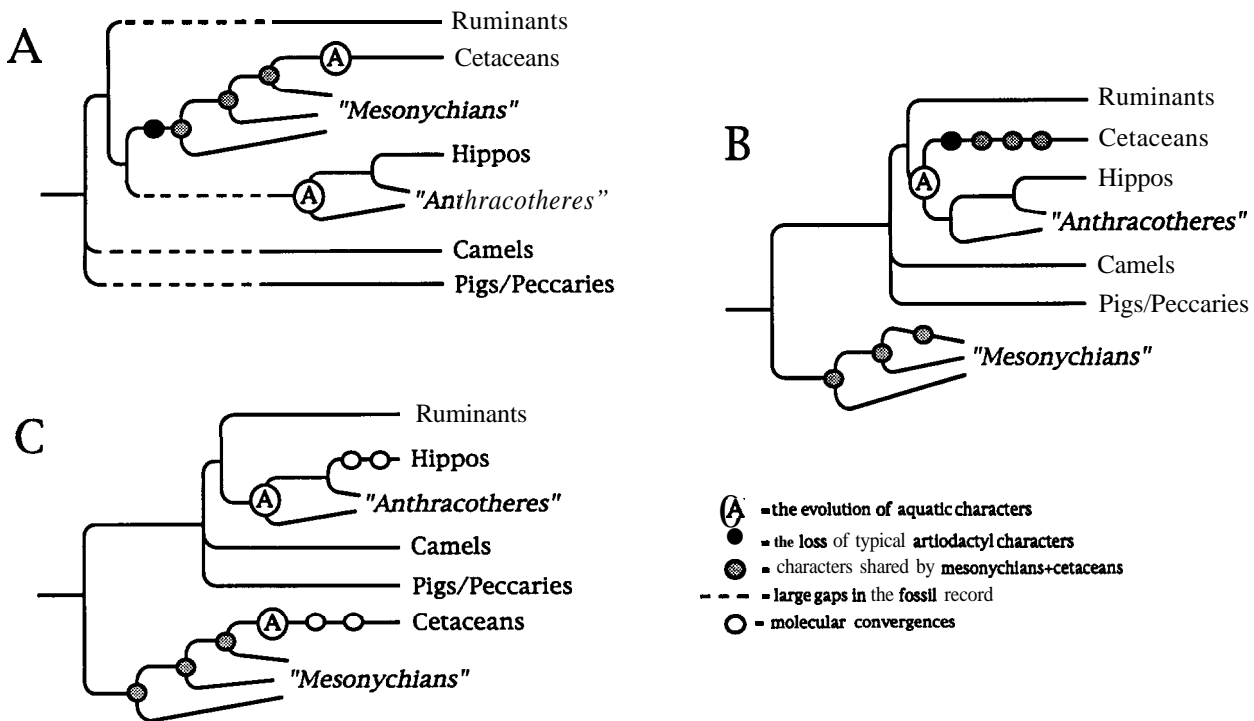 A
Ruminants
Cetaceans
A
"Mesonychians"
Hippos
A
"Anthracotheres"
Camels
Pigs/Peccaries
B
Ruminants
Cetaceans
A
Hippos
"Anthracotheres"
Camels
Pigs/Peccaries
"Mesonychians"
C
Ruminants
Hippos
A
"Anthracotheres"
Camels
Pigs/Peccaries
A
Cetaceans
"Mesonychians"
A = the evolution of aquatic characters
= the loss of typical artiodactyl characters
= characters shared by mesonychians+cetaceans
= large gaps in the fossil record
= molecular convergences